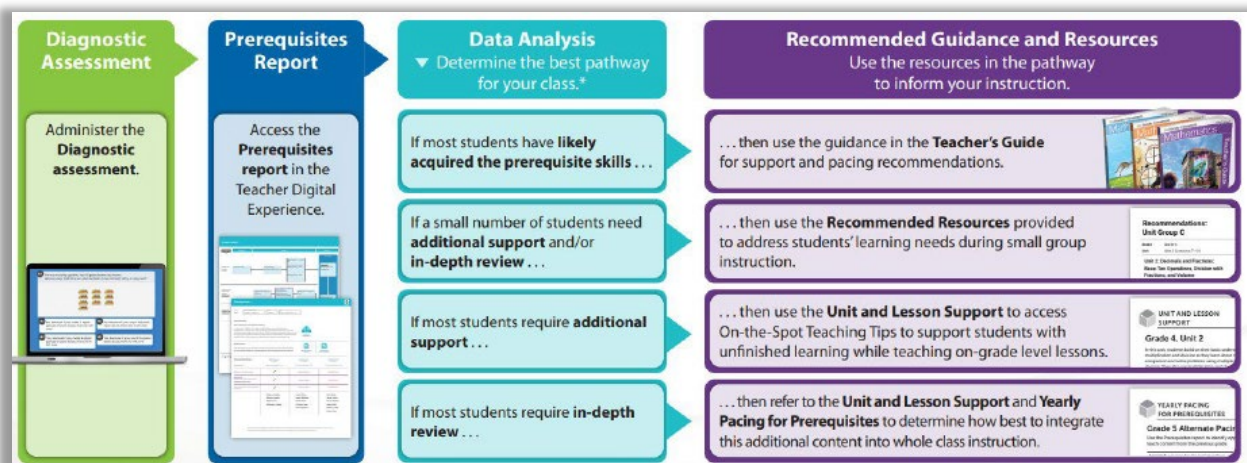 Diagnostic
Assessment
Administer the
Diagnostic
assessment.
Prerequisites
Report
Access the
Prerequisites
report in the
Teacher Digital
Experience.
Data Analysis
▼ Determine the best pathway
for your class.*
If most students have likely
acquired the prerequisite skills . . .
If a small number of students need
additional support and/or
in-depth review . . .
If most students require additional
support . . .
If most students require in-depth
review . . .
Recommended Guidance and Resources
Use the resources in the pathway
to inform your instruction.
. . . then use the guidance in the Teacher's Guide
for support and pacing recommendations.
Mathematics
. . . then use the Recommended Resources provided
to address students' learning needs during small group
instruction.
Recommendations:
Unit Group C
Unit 2 Decimals and Fractions:
Base Ten Operations, Division with
Fractions, and Volume
. . . then use the Unit and Lesson Support to access
On-the-Spot Teaching Tips to support students with
unfinished learning while teaching on-grade level lessons.
UNIT AND LESSON
SUPPORT
Grade 4, Unit 2
. . . then refer to the Unit and Lesson Support and Yearly
Pacing for Prerequisites to determine how best to integrate
this additional content into whole class instruction.
YEARLY PACING
FOR PREREQUISITES
Grade 5 Alternate Pacin